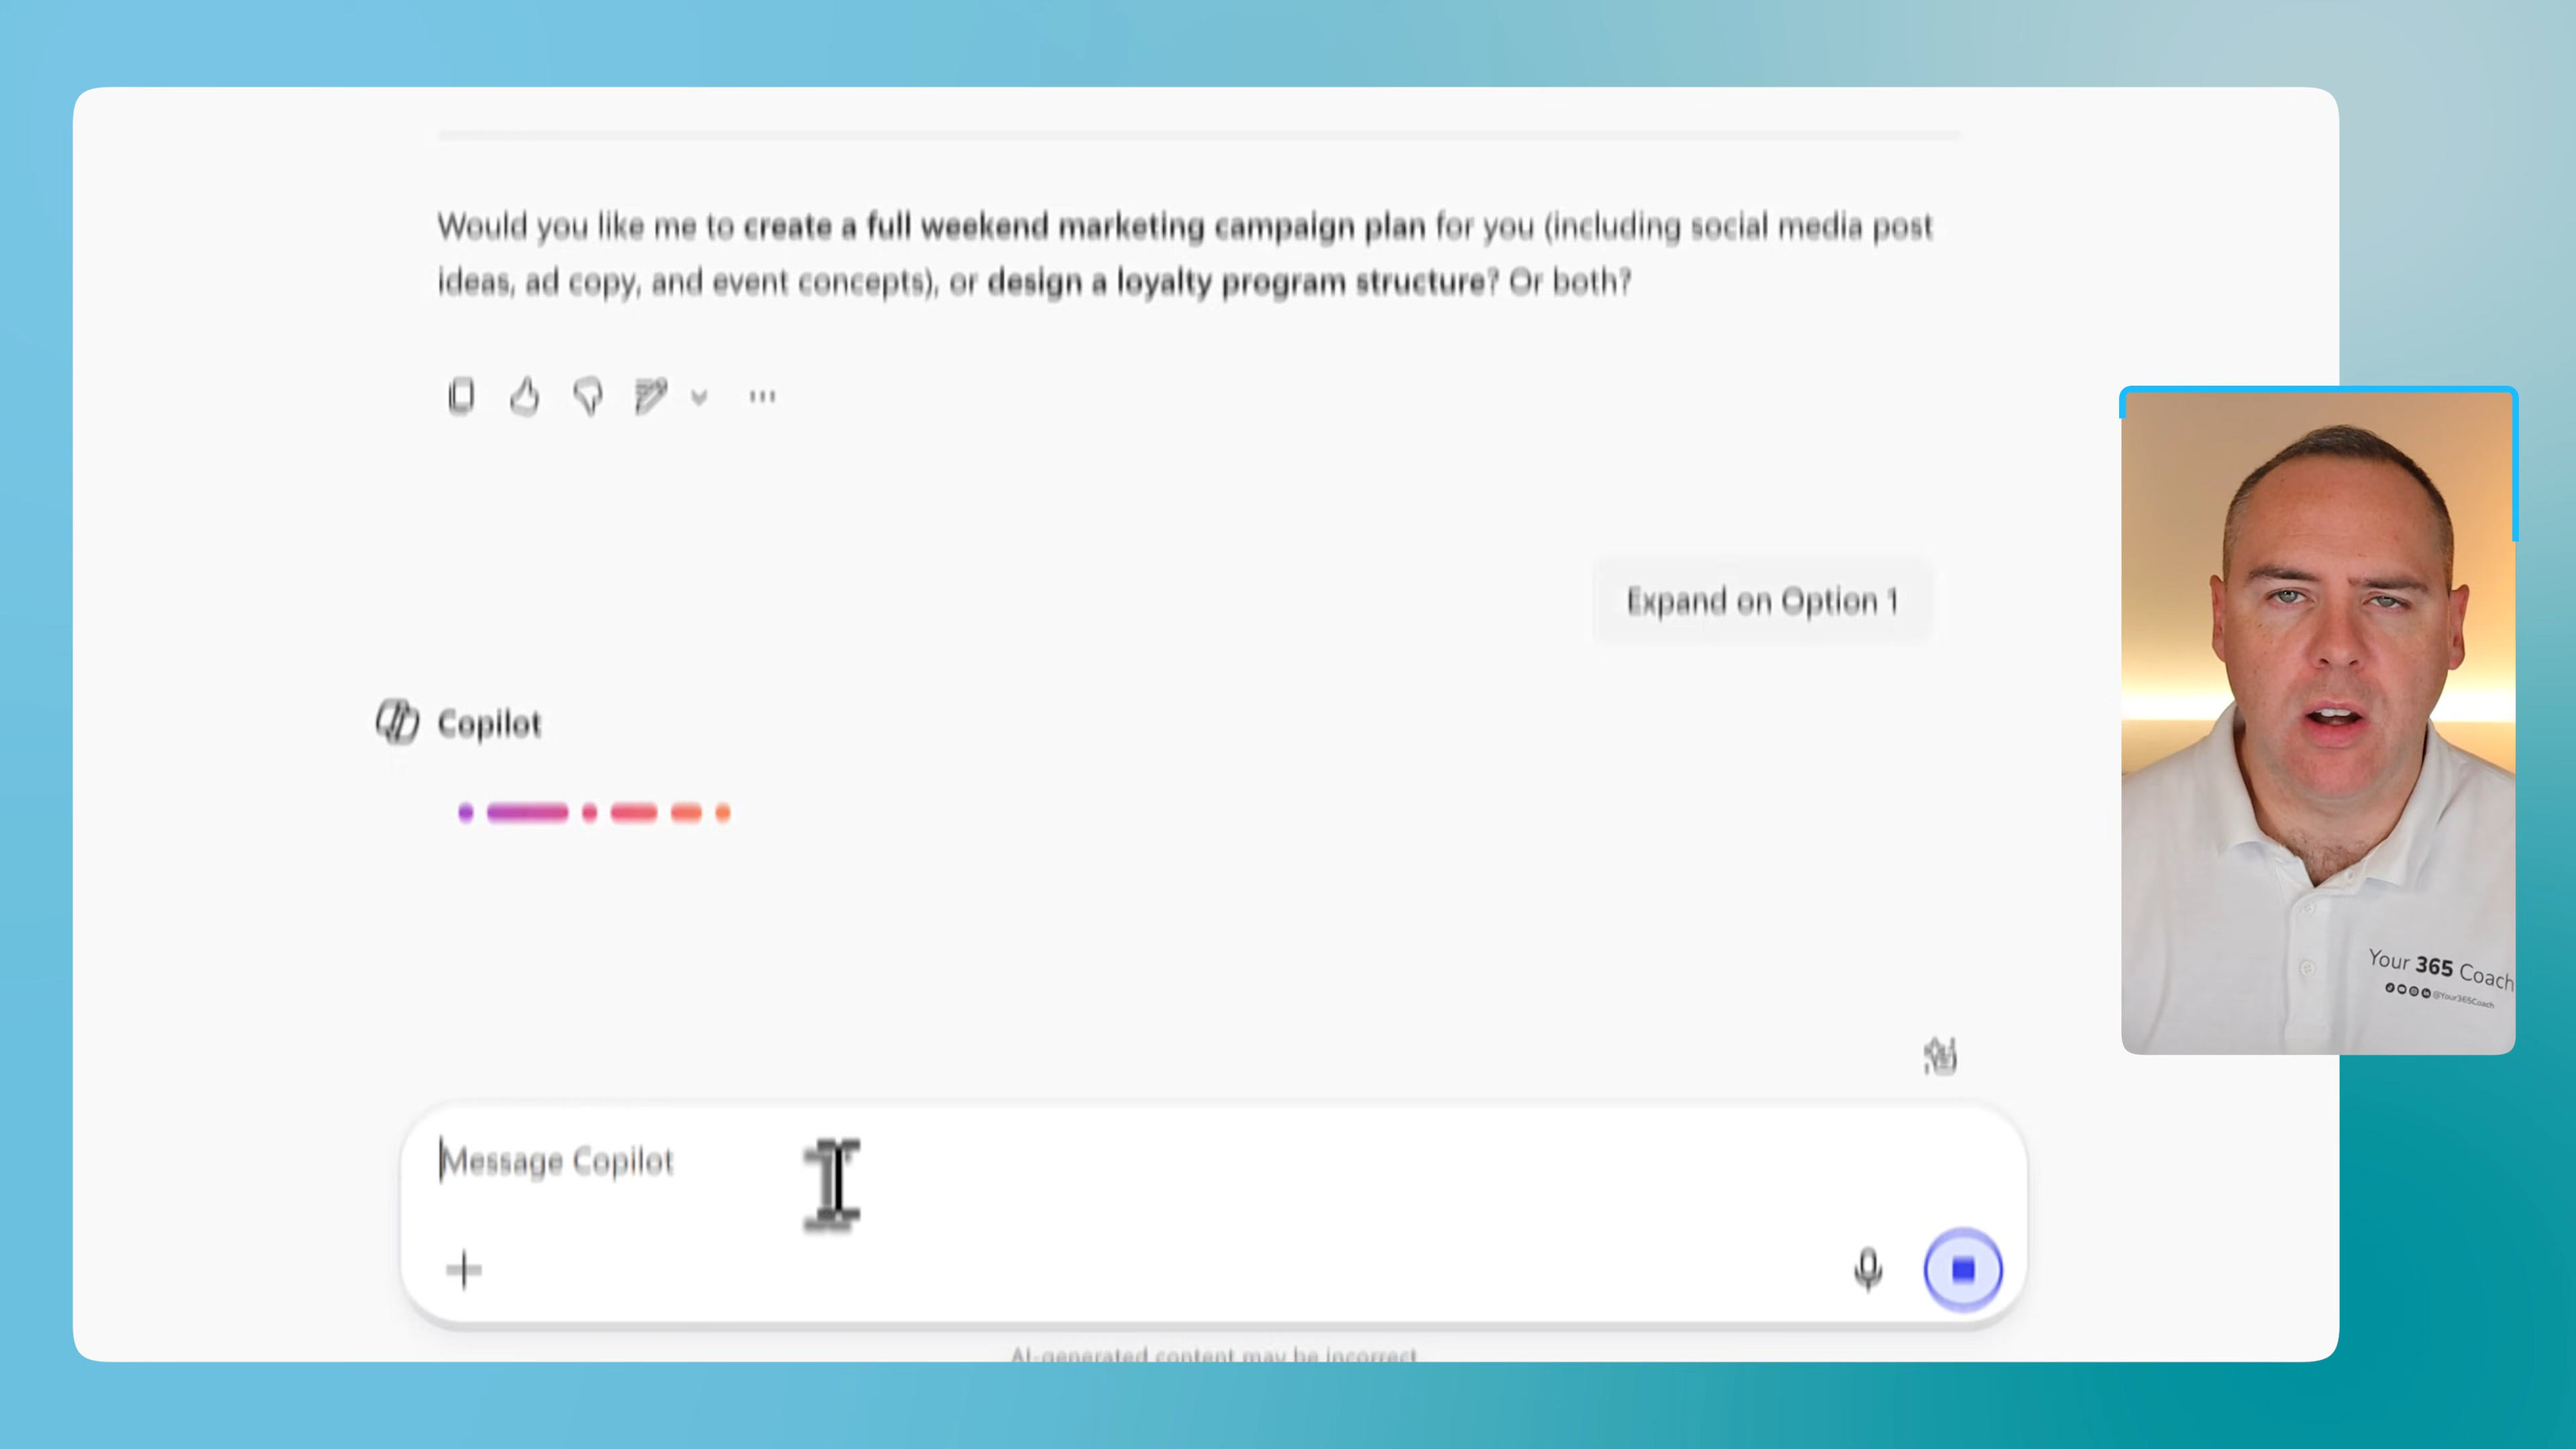 Would you like me to create a full weekend marketing campaign plan for you (including social media post
ideas, ad copy, and event concepts), or design a loyalty program structure? Or both?
Expand on Option 1
Copilot
Message Copilot
AI-generated content may be incorrect
Your 365 Coach
@Your365Coach